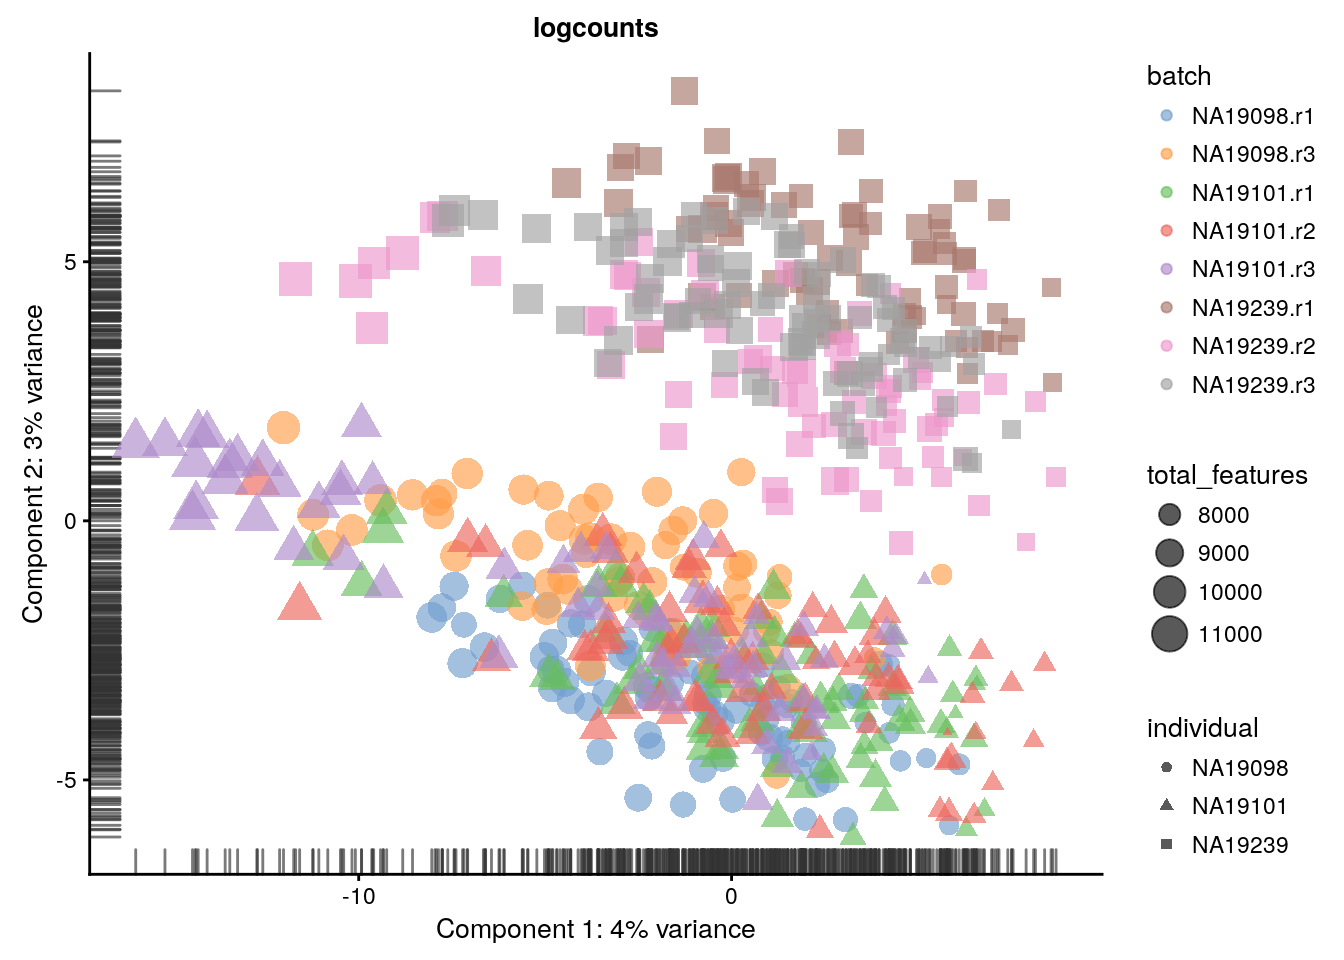 logcounts
Component 2: 3% variance
5
0
-5
-10
0
Component 1: 4% variance
batch
NA19098.r1
NA19098.r3
NA19101.r1
NA19101.r2
NA19101.r3
NA19239.r1
NA19239.r2
NA19239.r3
total_features
8000
9000
10000
11000
individual
NA19098
NA19101
NA19239